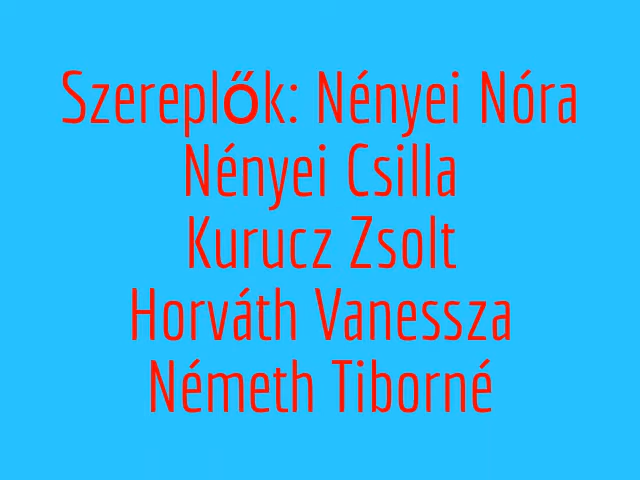 Szereplők: Nényei Nóra
Nényei Csilla
Kurucz Zsolt
Horváth Vanessza
Németh Tiborné